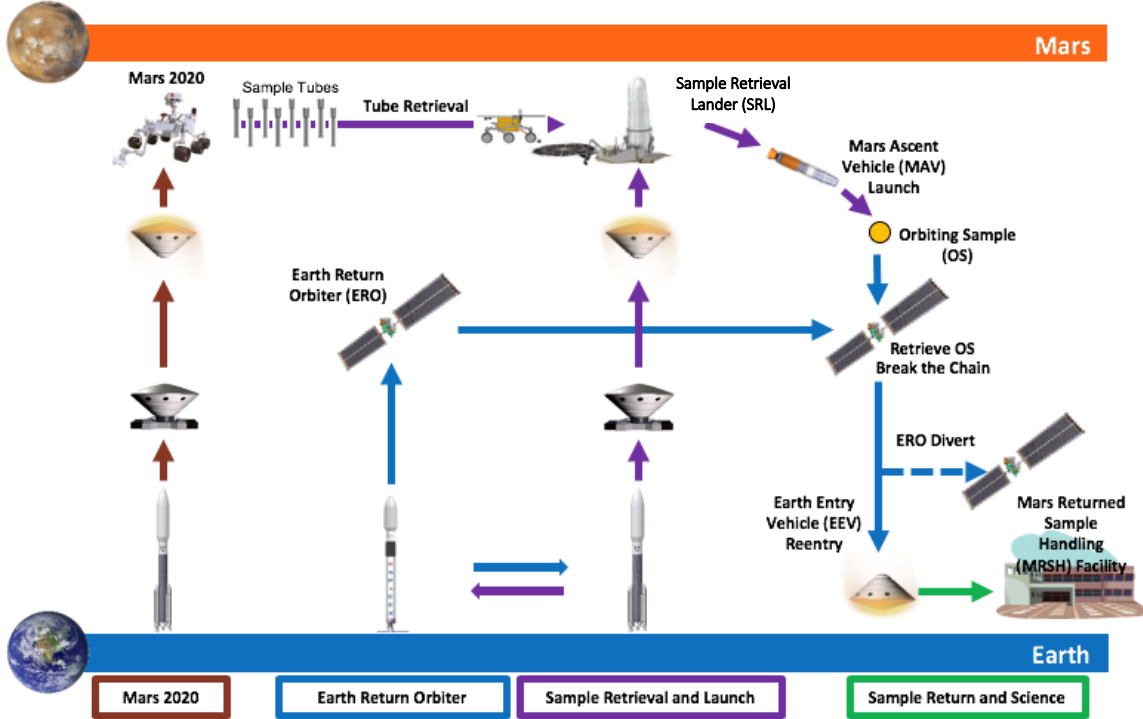 Mars
Mars 2020
Sample Tubes
Tube Retrieval
Sample Retrieval
Lander (SRL)
Mars Ascent
Vehicle (MAV)
Launch
Orbiting Sample
(OS)
Earth Return
Orbiter (ERO)
Retrieve OS
Break the Chain
ERO Divert
Earth Entry
Vehicle (EEV)
Reentry
Mars Returned
Sample
Handling
(MRSH) Facility
Earth
Mars 2020
Earth Return Orbiter
Sample Retrieval and Launch
Sample Return and Science